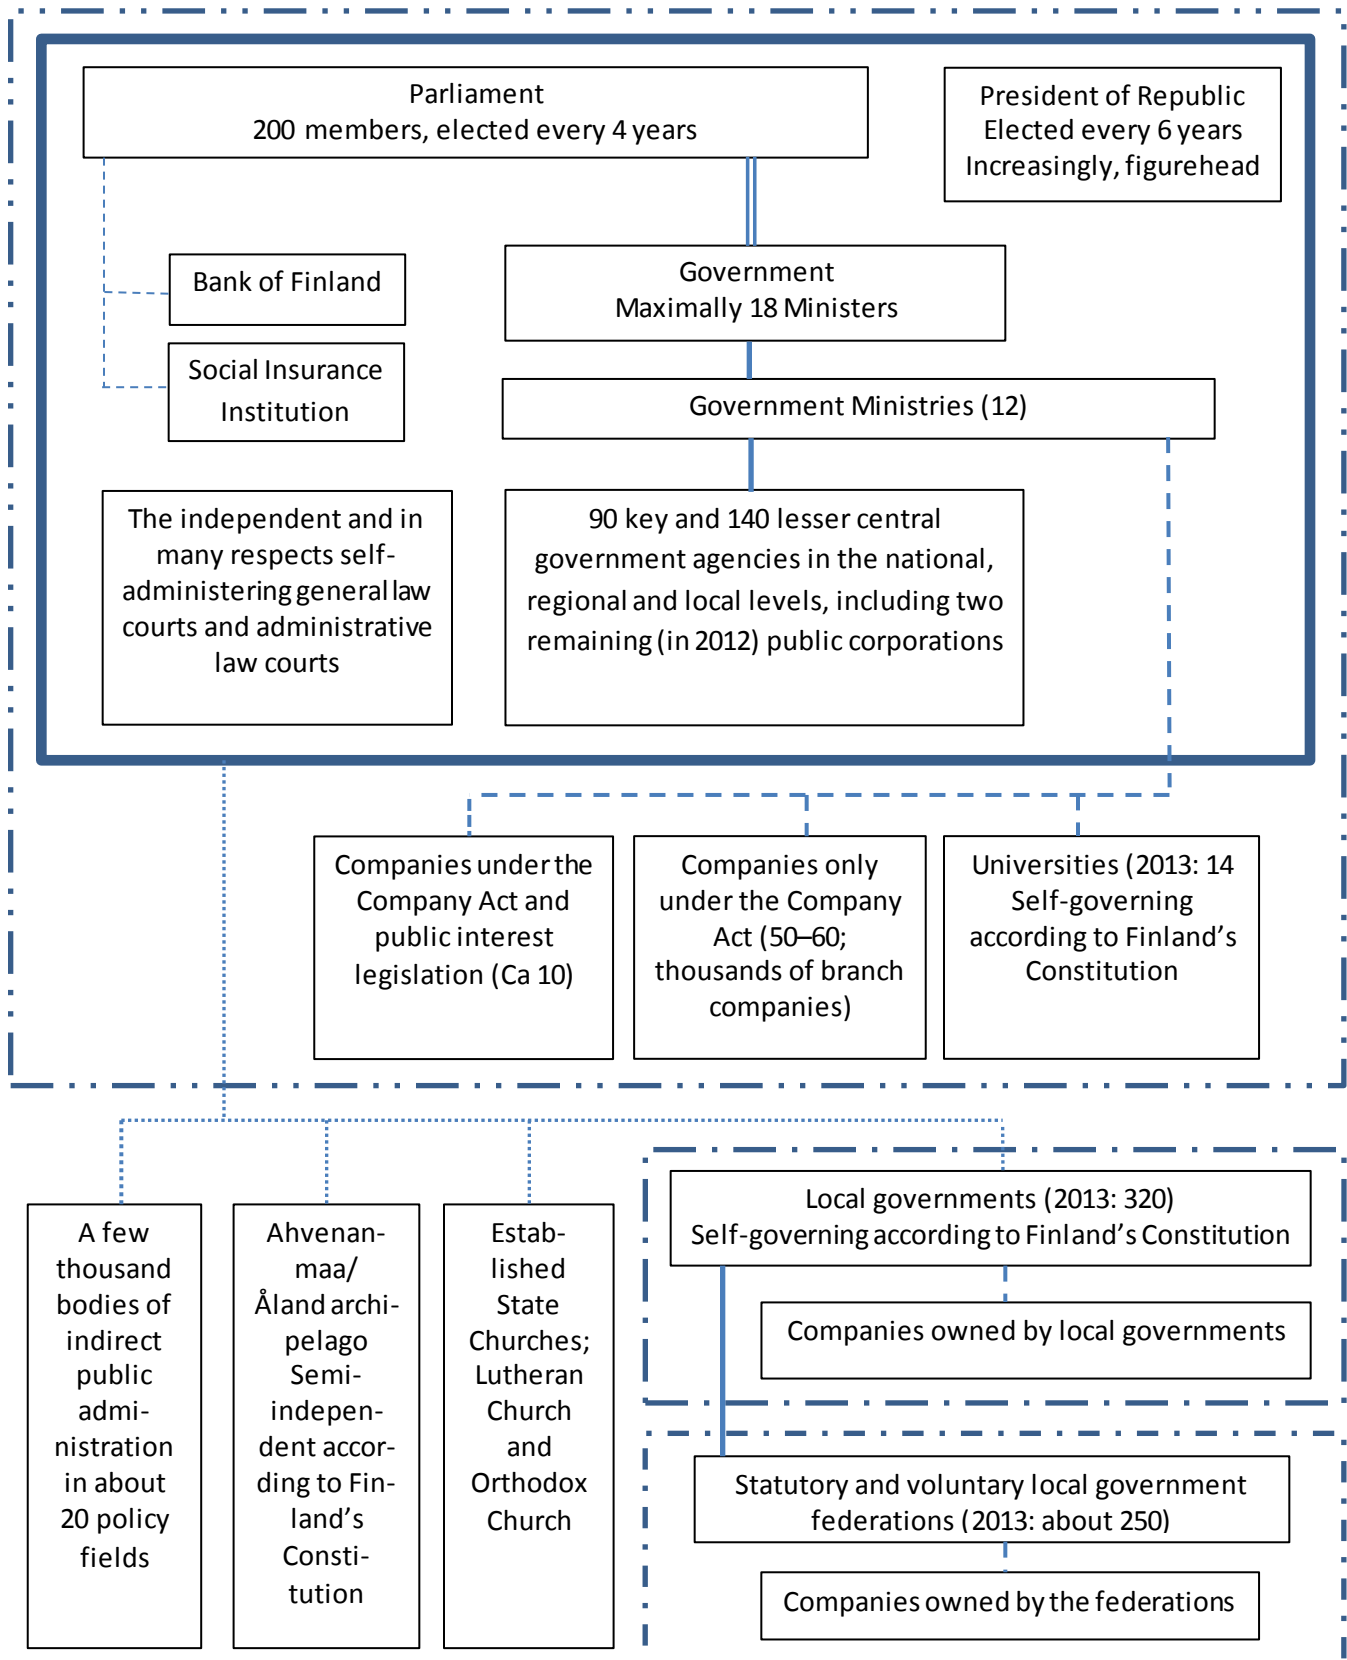 Parliament
200 members, elected every 4 years
President of Republic
Elected every 6 years
Increasingly, figurehead
Bank of Finland
Government
Maximally 18 Ministers
Social Insurance
Institution
Government Ministries (12)
The independent and in
many respects self-
administering general law
courts and administrative
law courts
90 key and 140 lesser central
government agencies in the national,
regional and local levels, including two
remaining (in 2012) public corporations
Companies under the
Company Act and
public interest
legislation (Ca 10)
Companies only
under the Company
Act (50–60;
thousands of branch
companies)
Universities (2013: 14
Self-governing
according to Finland’s
Constitution
A few
thousand
bodies of
indirect
public
admi-
nistration
in about
20 policy
fields
Ahvenan-
maa/
Åland archi-
pelago
Semi-
indepen-
dent accor-
ding to Fin-
land’s
Consti-
tution
Estab-
lished
State
Churches;
Lutheran
Church
and
Orthodox
Church
Local governments (2013: 320)
Self-governing according to Finland’s Constitution
Companies owned by local governments
Statutory and voluntary local government
federations (2013: about 250)
Companies owned by the federations